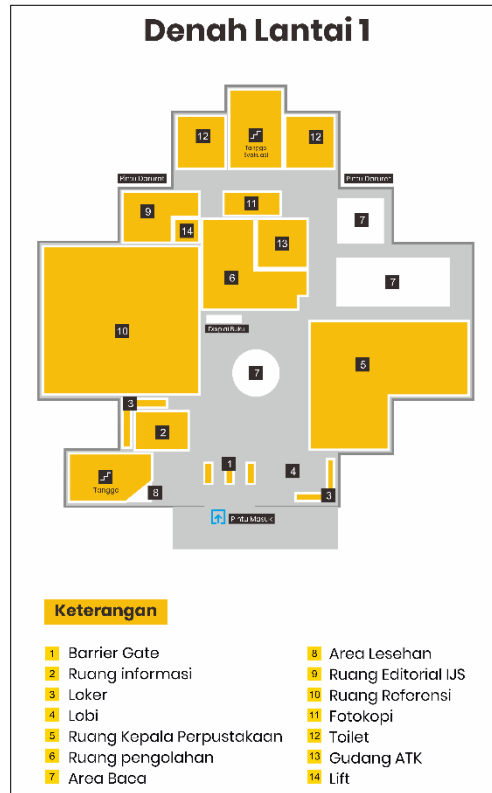 Denah Lantai 1
12
Tangga
Evakuasi
12
Pintu Darurat
Pintu Darurat
9
11
7
14
13
6
7
Display Buku
10
5
7
3
2
1
4
Tangga
8
3
Pintu Masuk
Keterangan
1 Barrier Gate
2 Ruang informasi
3 Loker
4 Lobi
5 Ruang Kepala Perpustakaan
6 Ruang pengolahan
7 Area Baca
8 Area Lesehan
9 Ruang Editorial IJS
10 Ruang Referensi
11 Fotokopi
12 Toilet
13 Gudang ATK
14 Lift